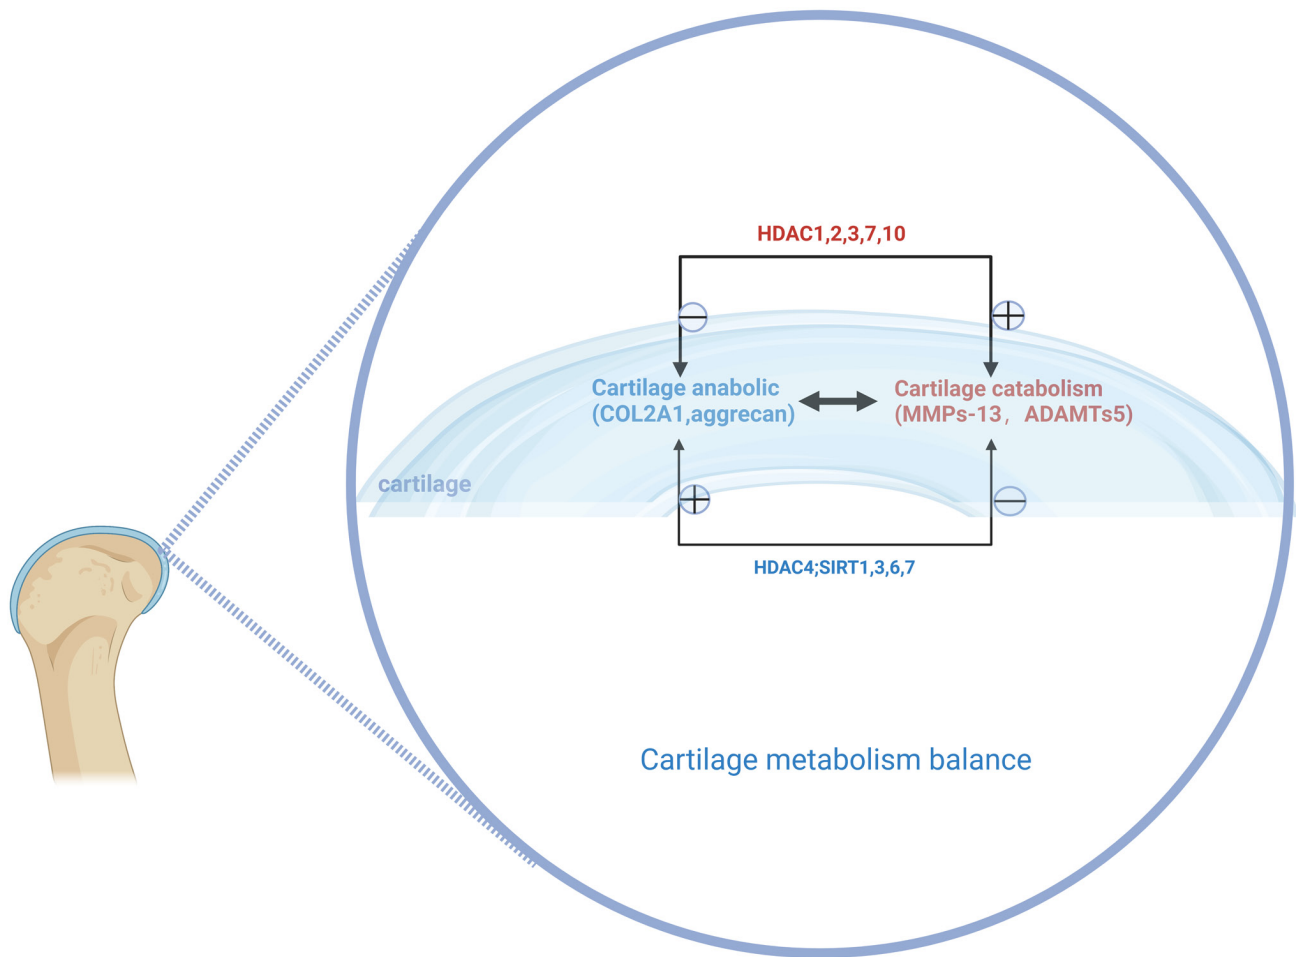 HDAC1,2,3,7,10
Cartilage anabolic
(COL2A1,aggrecan)
Cartilage catabolism
(MMPs-13，ADAMTs5)
cartilage
HDAC4;SIRT1,3,6,7
Cartilage metabolism balance